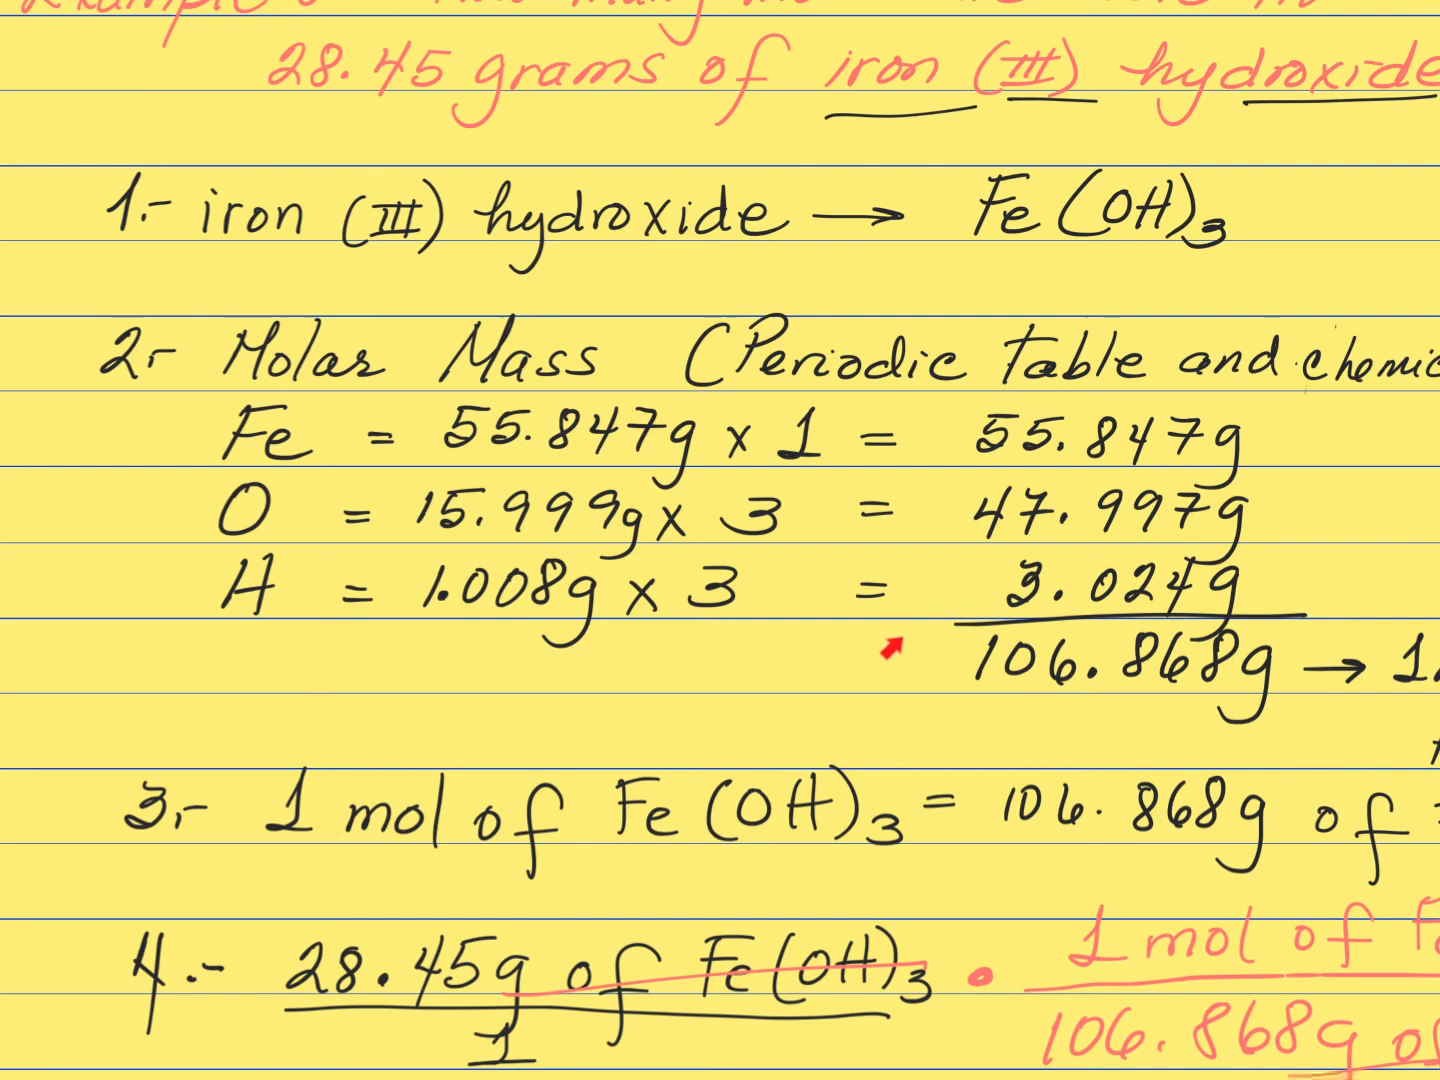 28.45 grams of iron (III) hydroxide
1.- iron (III) hydroxide → Fe(OH)₃
2.- Molar Mass (Periodic Table and chemic
Fe = 55.847g x 1 = 55.847g
O = 15.999g x 3 = 47.997g
H = 1.008g x 3 = 3.024g
106.868g → 1
3.- 1 mol of Fe(OH)₃ = 106.868g of
4.- 28.45g of Fe(OH)₃ • 1 mol of F
1 106.868g of